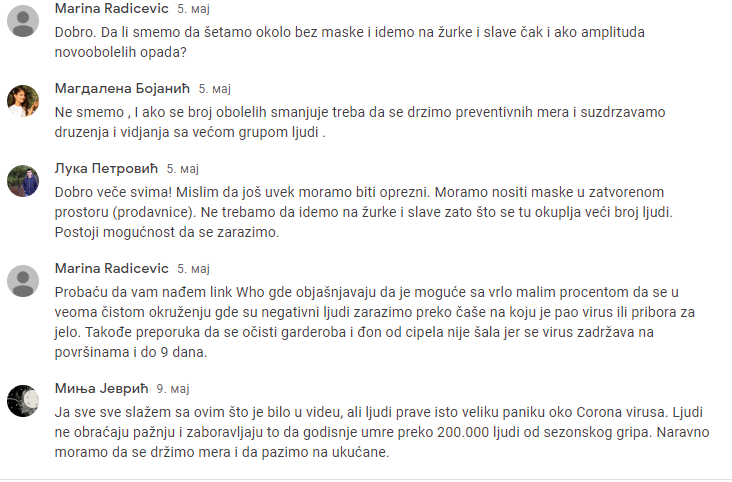 Marina Radicevic 5. мај
Dobro. Da li smemo da šetamo okolo bez maske i idemo na žurke i slave čak i ako amplituda
novoobolelih opada?
Магдалена Бојанић 5. мај
Ne smemo , I ako se broj obolelih smanjuje treba da se drzimo preventivnih mera i suzdrzavamo
druzenja i vidjanja sa većom grupom ljudi .
Лука Петровић 5. мај
Dobro veče svima! Mislim da još uvek moramo biti oprezni. Moramo nositi maske u zatvorenom
prostoru (prodavnice). Ne trebamo da idemo na žurke i slave zato što se tu okuplja veći broj ljudi.
Postoji mogućnost da se zarazimo.
Marina Radicevic 5. мај
Probaću da vam nađem link Who gde objašnjavaju da je moguće sa vrlo malim procentom da se u
veoma čistom okruženju gde su negativni ljudi zarazimo preko čaše na koju je pao virus ili pribora za
jelo. Takođe preporuka da se očisti garderoba i đon od cipela nije šala jer se virus zadržava na
površinama i do 9 dana.
Миња Јеврић 9. мај
Ja sve sve slažem sa ovim što je bilo u videu, ali ljudi prave isto veliku paniku oko Corona virusa. Ljudi
ne obraćaju pažnju i zaboravljaju to da godisnje umre preko 200.000 ljudi od sezonskog gripa. Naravno
moramo da se držimo mera i da pazimo na ukućane.